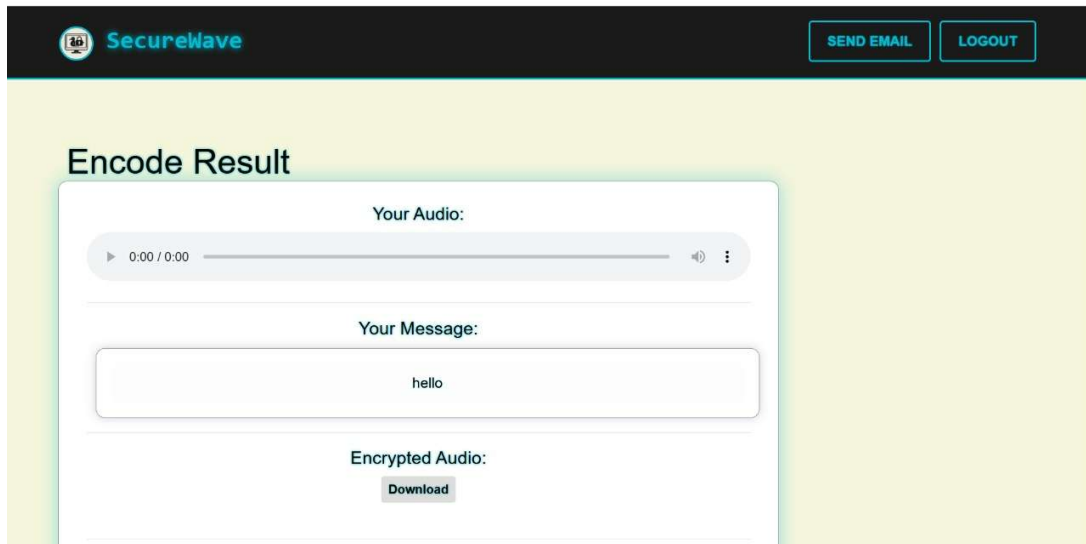 SecureWave
SEND EMAIL
LOGOUT
Encode Result
Your Audio:
0:00 / 0:00
Your Message:
hello
Encrypted Audio:
Download